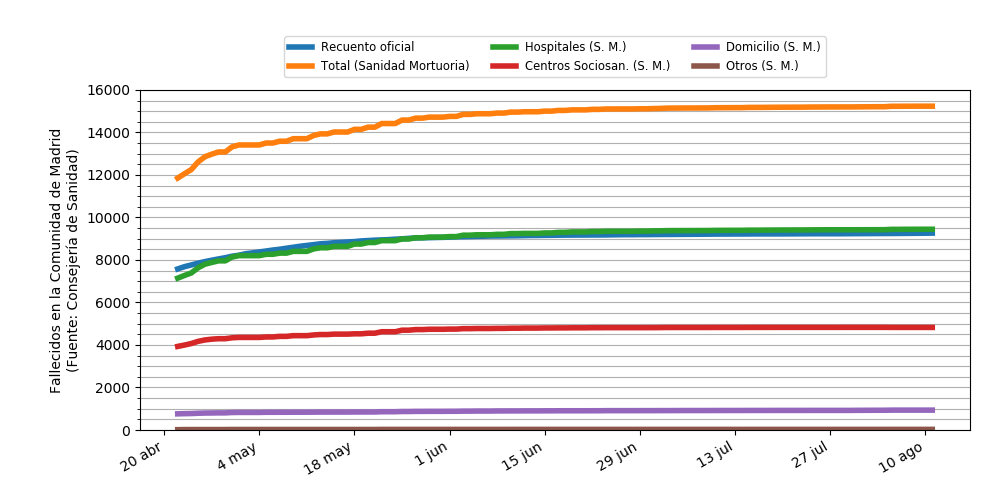 Recuento oficial
Total (Sanidad Mortuoria)
Hospitales (S. M.)
Centros Sociosan. (S. M.)
Domicilio (S. M.)
Otros (S. M.)
Fallecidos en la Comunidad de Madrid
(Fuente: Consejería de Sanidad)
16000
14000
12000
10000
8000
6000
4000
2000
0
20 abr
4 may
18 may
1 jun
15 jun
29 jun
13 jul
27 jul
10 ago